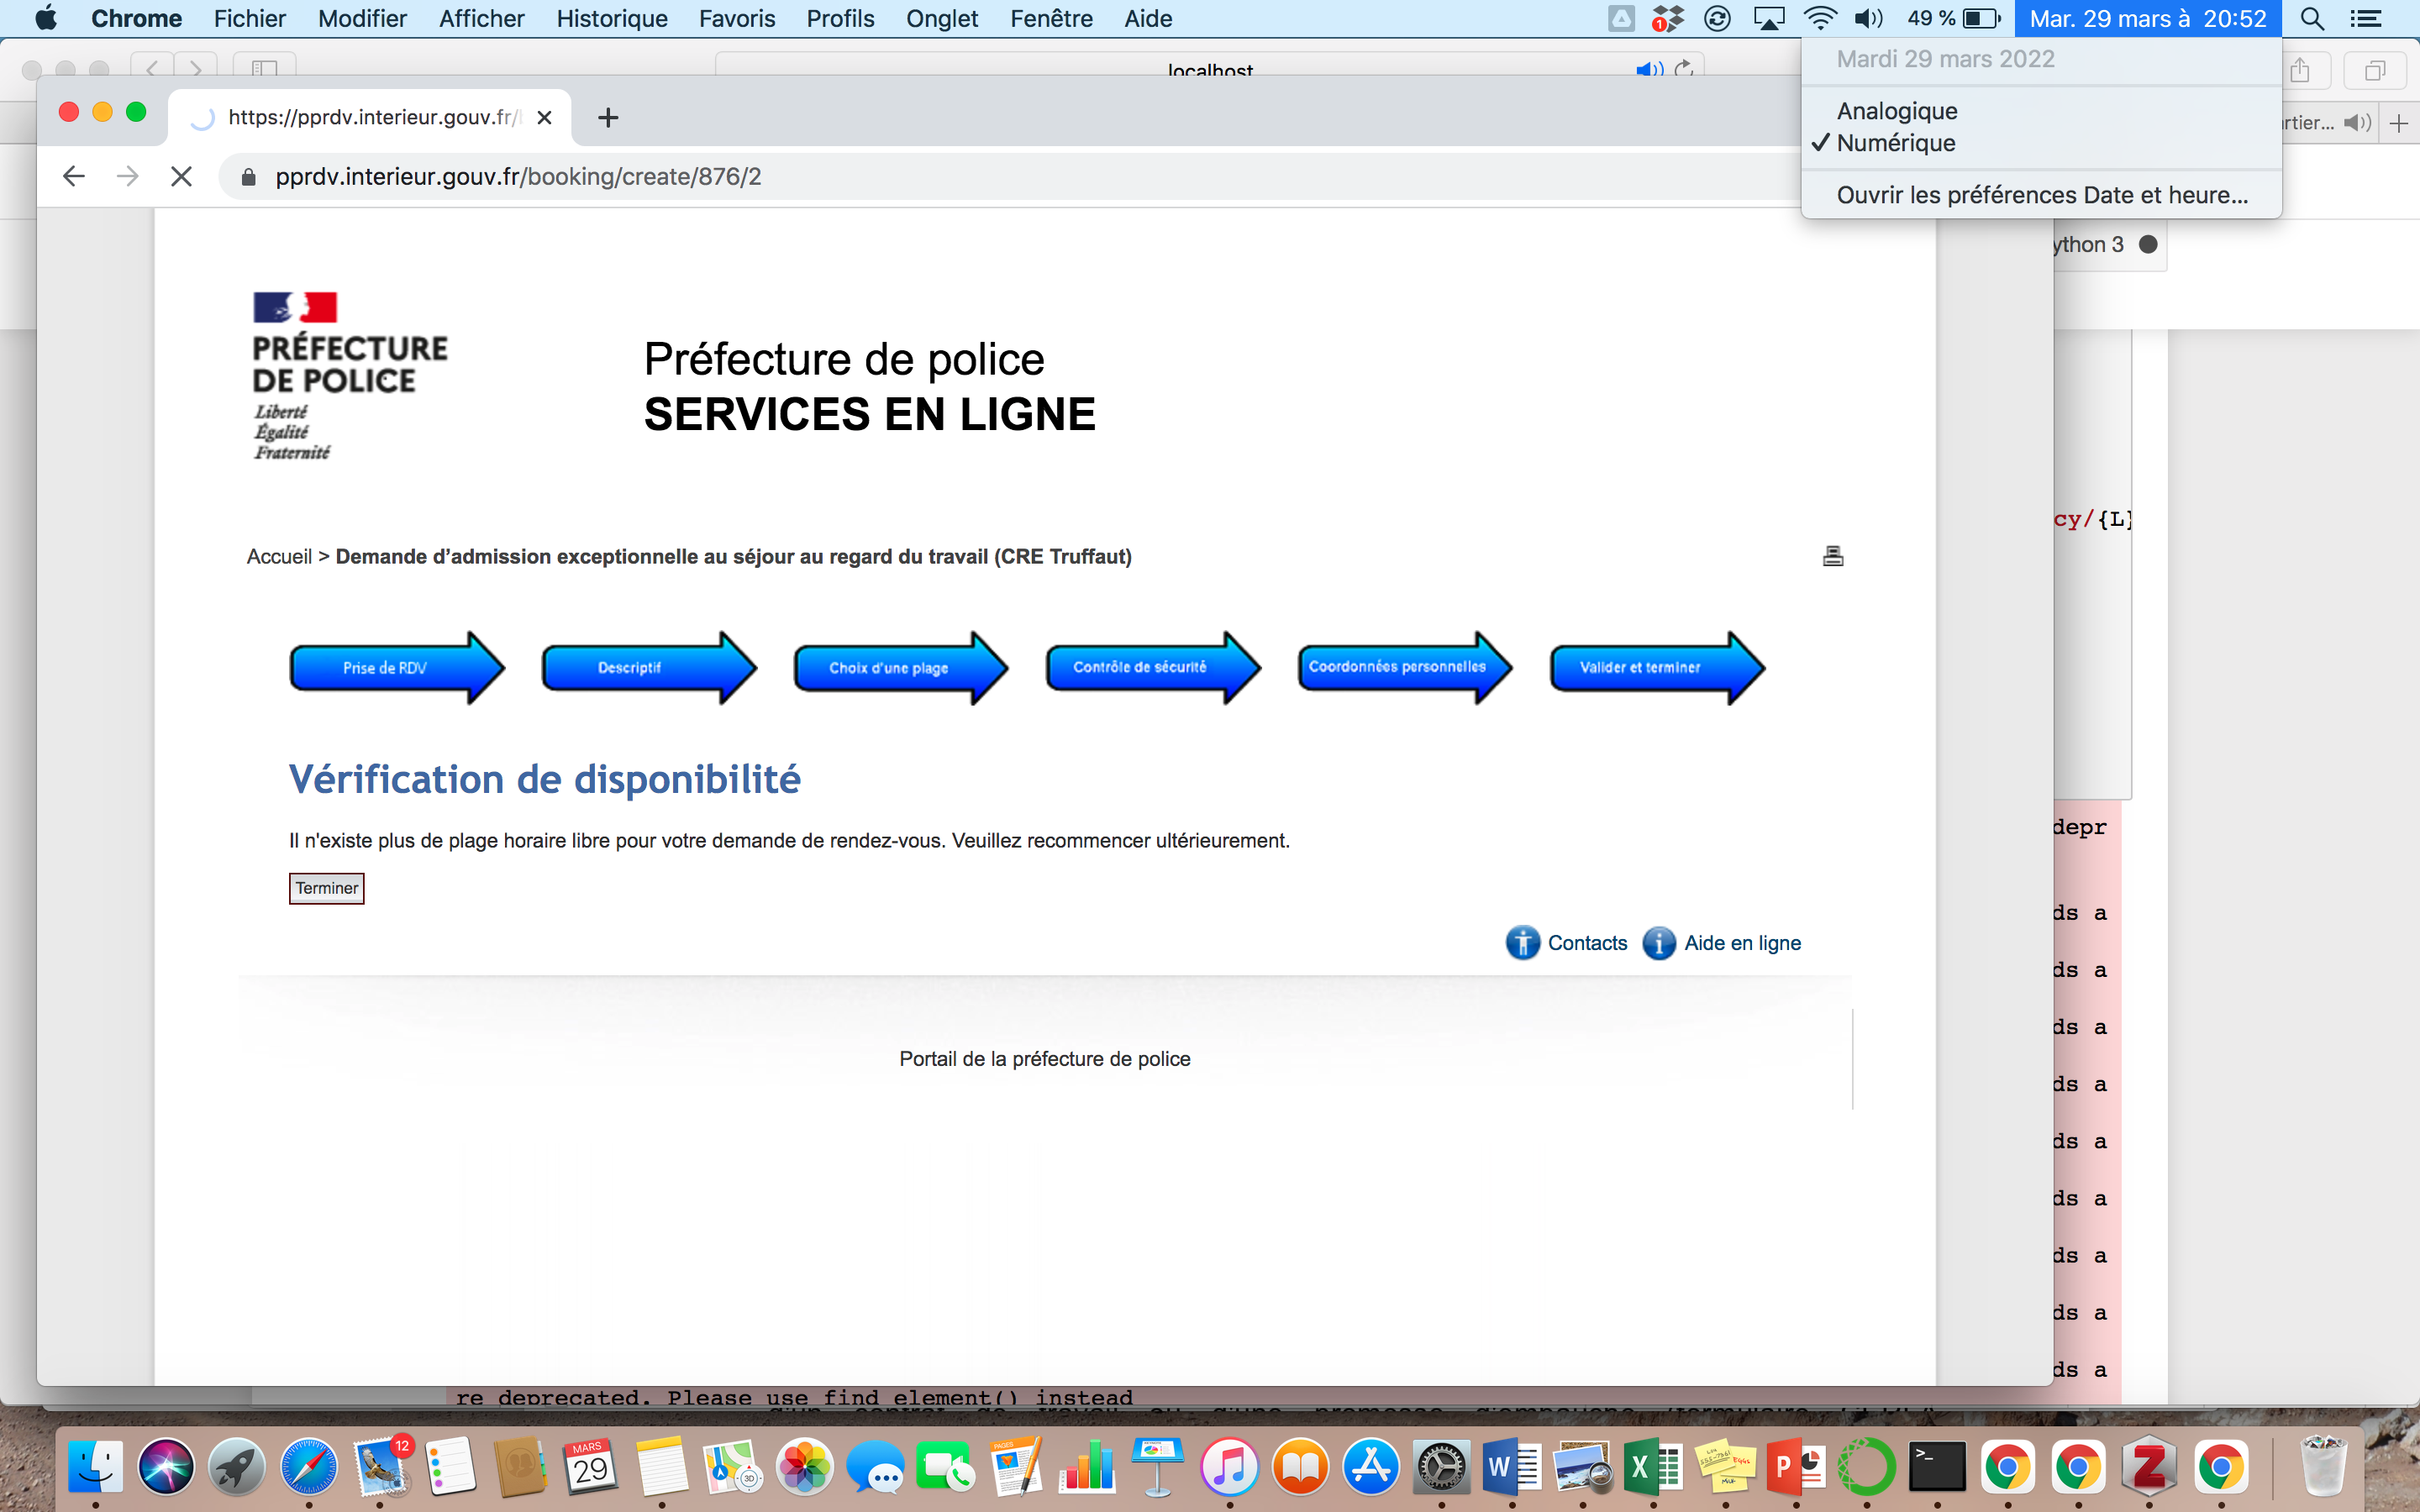 Chrome Fichier Modifier Afficher Historique Favoris Profils Onglet Fenêtre Aide
1 49 % Mar. 29 mars à 20:52
Mardi 29 mars 2022
Analogique
✓ Numérique
Ouvrir les préférences Date et heure...
localhost
https://pprdv.interieur.gouv.fr/
pprdv.interieur.gouv.fr/booking/create/876/2
rtier...
ython 3
PRÉFECTURE
DE POLICE
Liberté
Égalité
Fraternité
Préfecture de police
SERVICES EN LIGNE
cy/{L}
Accueil > Demande d’admission exceptionnelle au séjour au regard du travail (CRE Truffaut)
Prise de RDV
Descriptif
Choix d'une plage
Contrôle de sécurité
Coordonnées personnelles
Valider et terminer
Vérification de disponibilité
Il n'existe plus de plage horaire libre pour votre demande de rendez-vous. Veuillez recommencer ultérieurement.
Terminer
Contacts
Aide en ligne
Portail de la préfecture de police
depr
ds a
ds a
ds a
ds a
ds a
ds a
ds a
ds a
ds a
re deprecated. Please use find_element() instead
12
MARS
29
3D
PAGES
W
X
P
>_
Z